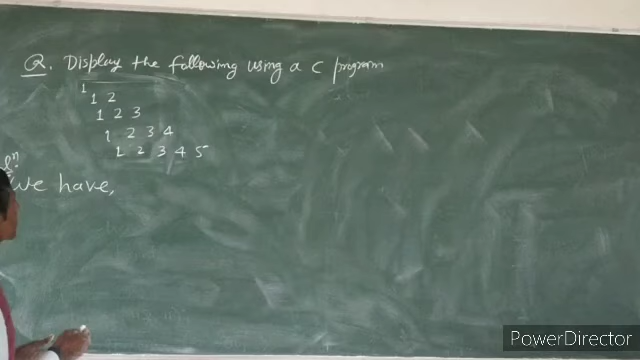 Q. Display the following using a C program
1
1 2
1 2 3
1 2 3 4
1 2 3 4 5
Solⁿ.
we have,
PowerDirector